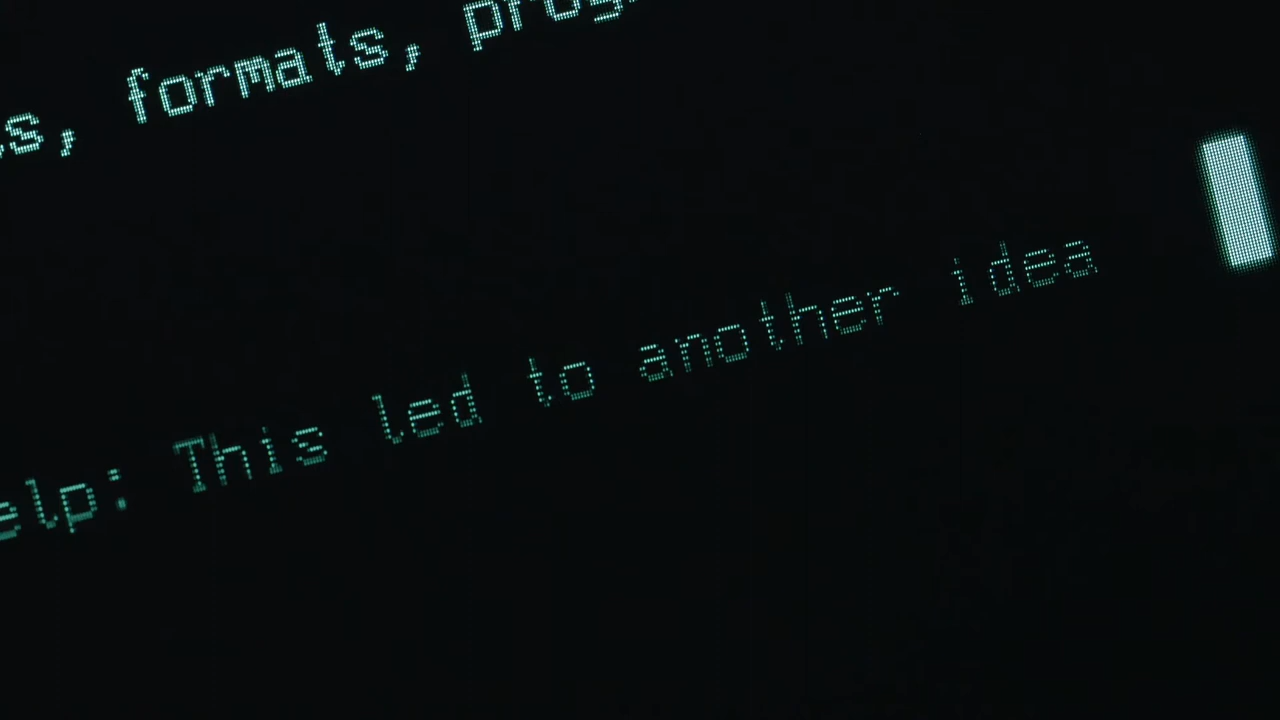 s, formats, prog
elp: This led to another idea